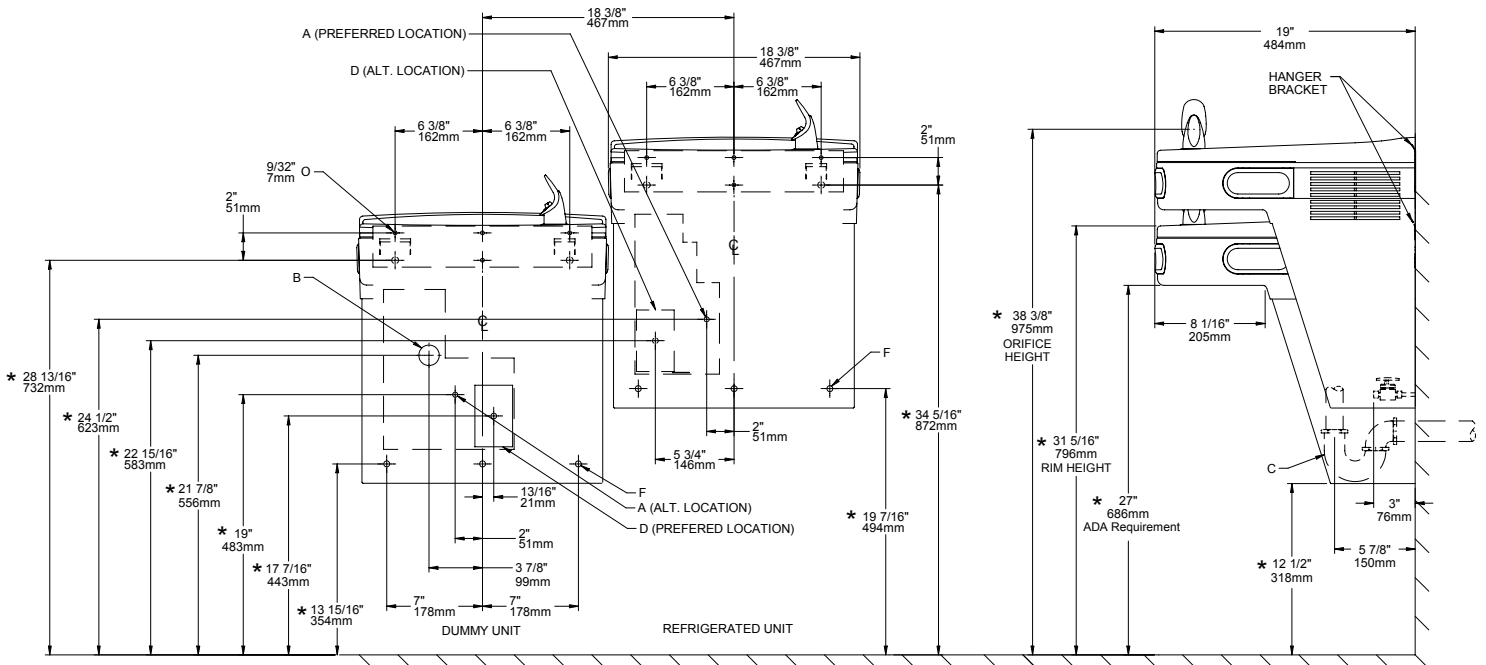 18 3/8"
467mm
A (PREFERRED LOCATION)
18 3/8"
467mm
D (ALT. LOCATION)
6 3/8"
162mm
6 3/8"
162mm
6 3/8"
162mm
6 3/8"
162mm
2"
51mm
9/32"
7mm O
2"
51mm
B
℄
℄
F
* 28 13/16"
732mm
* 24 1/2"
623mm
* 22 15/16"
583mm
* 21 7/8"
556mm
* 19"
483mm
* 17 7/16"
443mm
* 13 15/16"
354mm
7"
178mm
7"
178mm
3 7/8"
99mm
2"
51mm
13/16"
21mm
F
A (ALT. LOCATION)
D (PREFERED LOCATION)
2"
51mm
5 3/4"
146mm
* 34 5/16"
872mm
* 19 7/16"
494mm
DUMMY UNIT
REFRIGERATED UNIT
19"
484mm
HANGER
BRACKET
* 38 3/8"
975mm
ORIFICE
HEIGHT
8 1/16"
205mm
* 31 5/16"
796mm
RIM HEIGHT
* 27"
686mm
ADA Requirement
C
3"
76mm
5 7/8"
150mm
* 12 1/2"
318mm